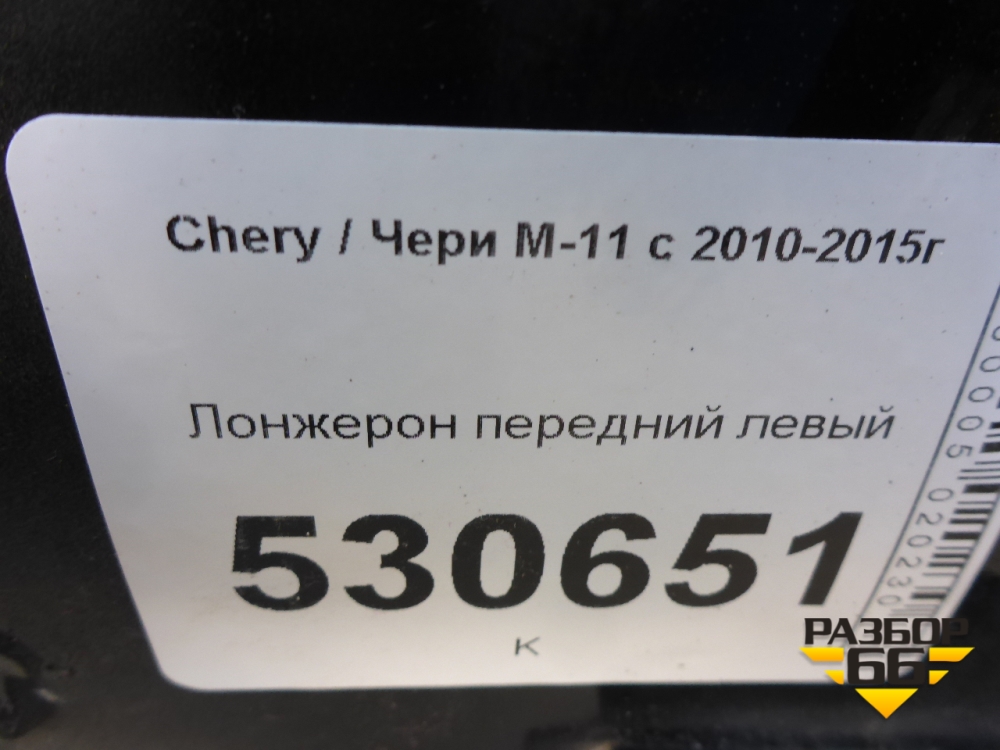 Chery / Чери М-11 с 2010-2015г
Лонжерон передний левый
530651
К
РАЗБОР
66